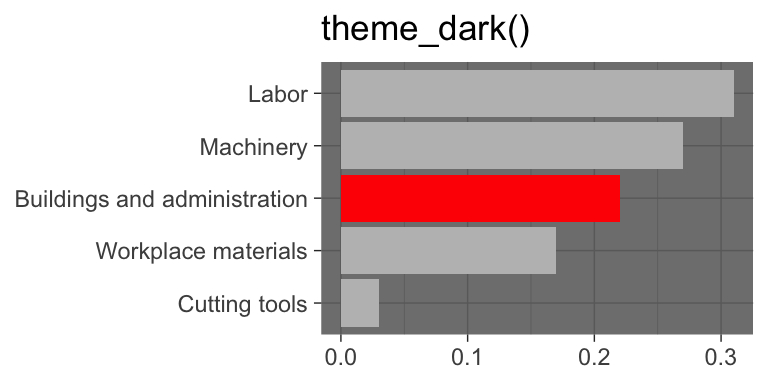 theme_dark()
Labor
Machinery
Buildings and administration
Workplace materials
Cutting tools
0.0 0.1 0.2 0.3